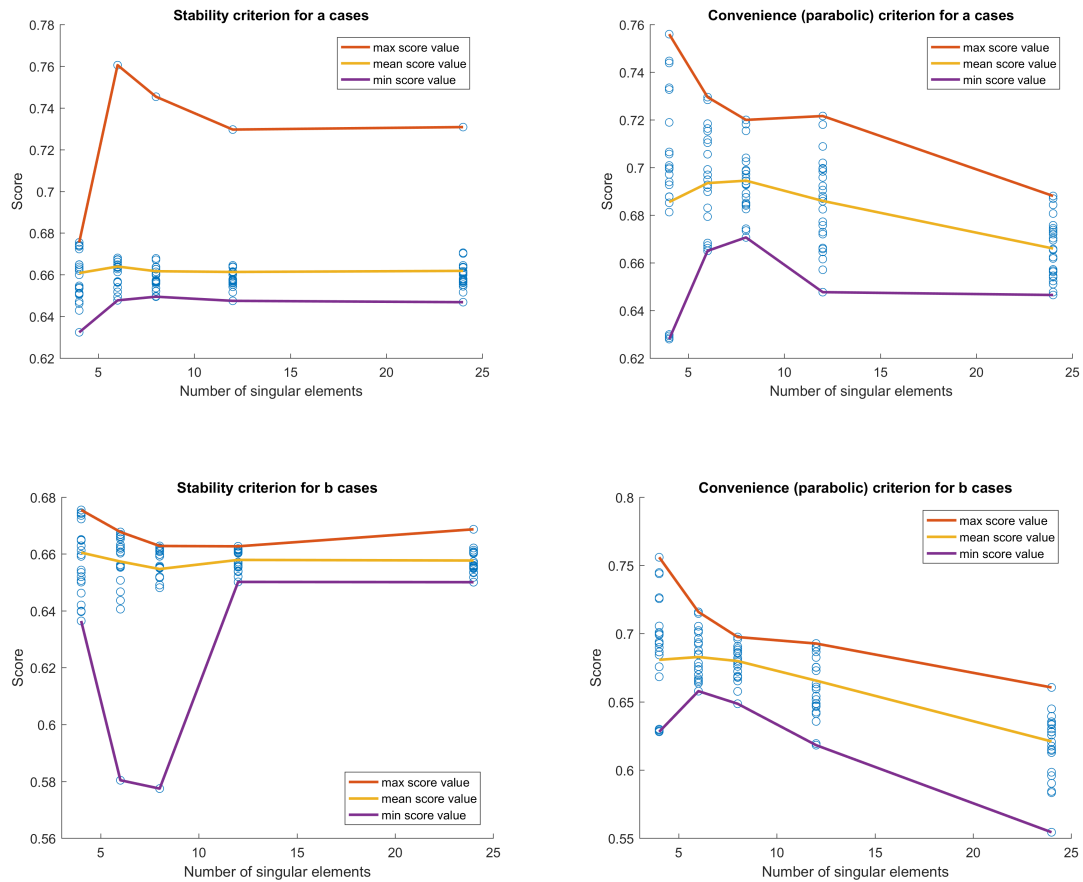 Stability criterion for a cases
0.78
0.76
0.74
0.72
0.7
0.68
0.66
0.64
0.62
Score
5
10
15
20
25
Number of singular elements
max score value
mean score value
min score value
Convenience (parabolic) criterion for a cases
0.76
0.74
0.72
0.7
0.68
0.66
0.64
0.62
Score
5
10
15
20
25
Number of singular elements
max score value
mean score value
min score value
Stability criterion for b cases
0.68
0.66
0.64
0.62
0.6
0.58
0.56
Score
5
10
15
20
25
Number of singular elements
max score value
mean score value
min score value
Convenience (parabolic) criterion for b cases
0.8
0.75
0.7
0.65
0.6
0.55
Score
5
10
15
20
25
Number of singular elements
max score value
mean score value
min score value